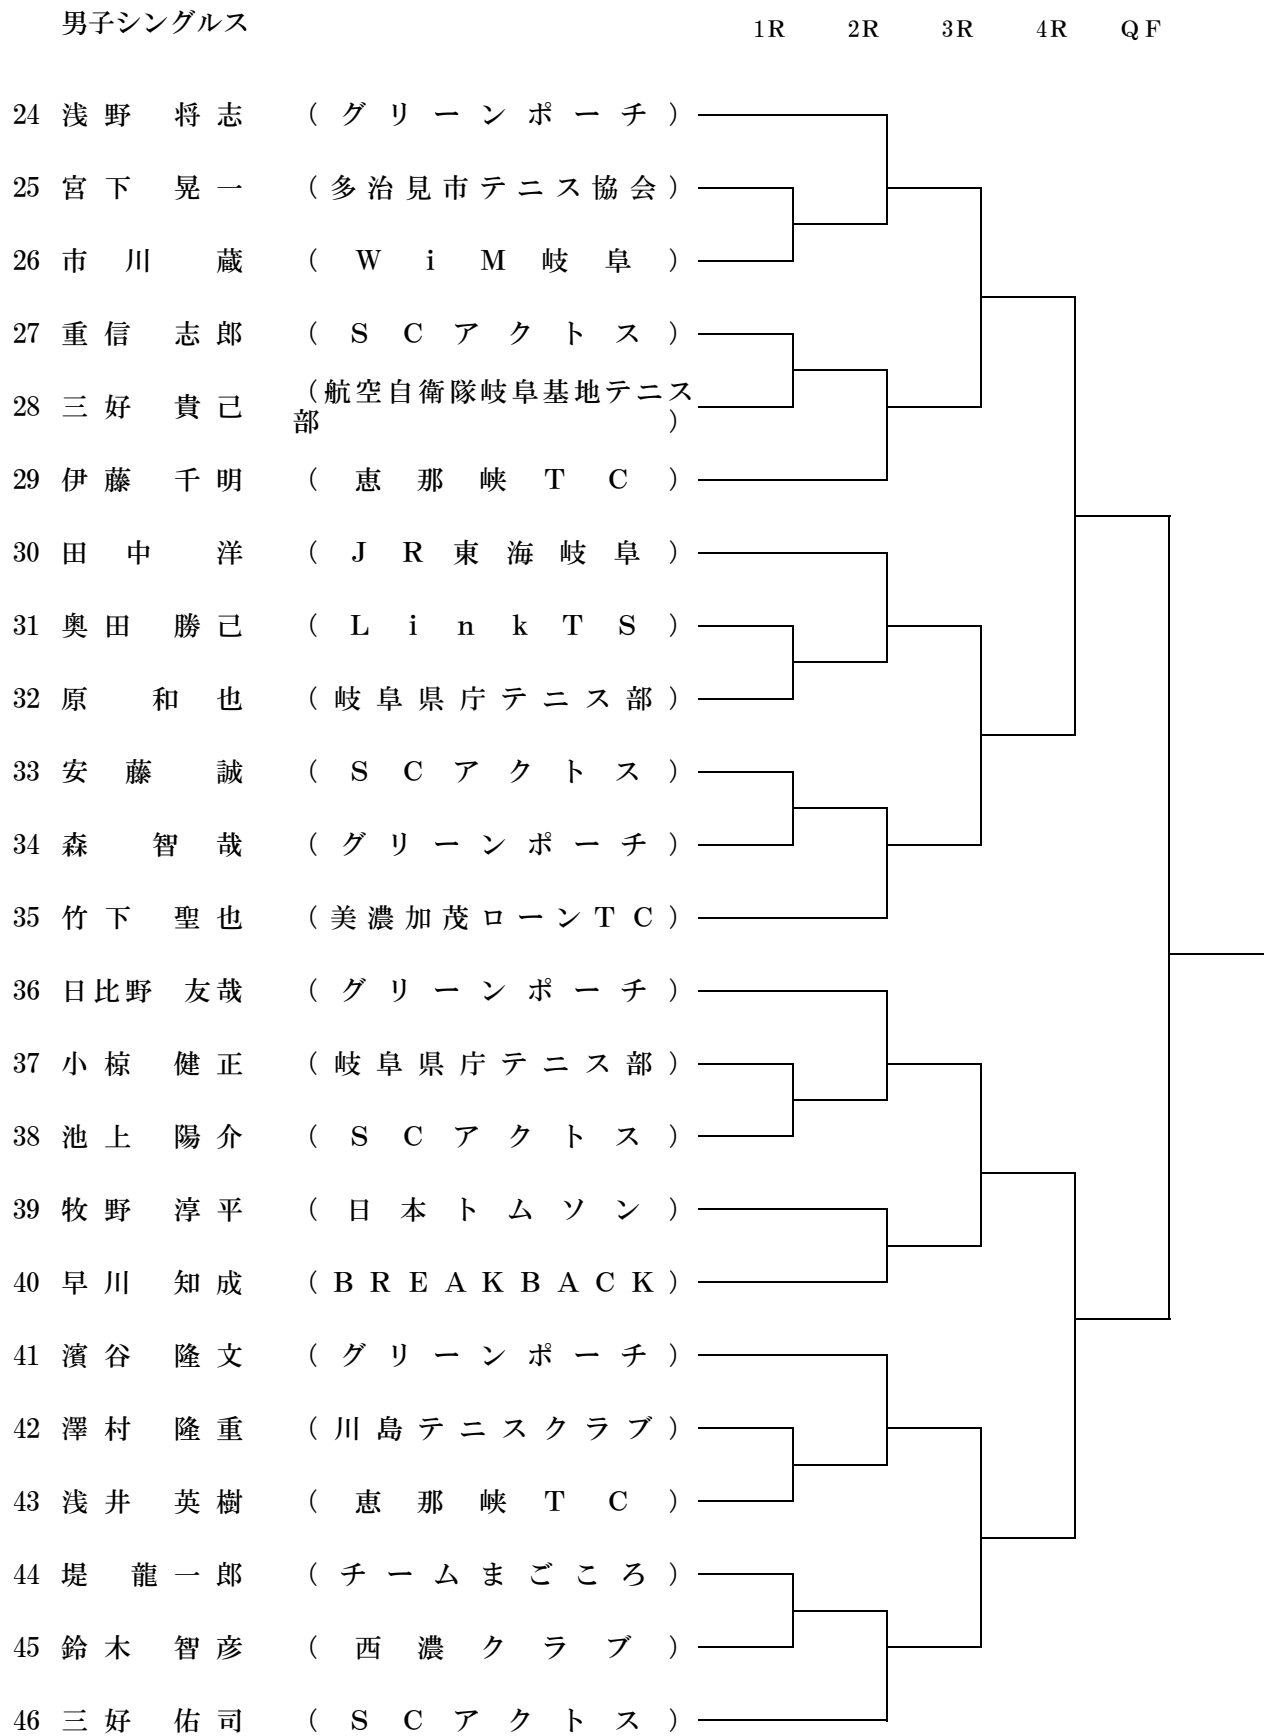 男子シングルス 1R 2R 3R 4R QF
24 浅野 将志 (グリーンポーチ)
25 宮下 晃一 (多治見市テニス協会)
26 市川 蔵 (WiM岐阜)
27 重信 志郎 (SCアクトス)
28 三好 貴己 (航空自衛隊岐阜基地テニス
部)
29 伊藤 千明 (恵那峡TC)
30 田中 洋 (JR東海岐阜)
31 奥田 勝己 (LinkTS)
32 原 和也 (岐阜県庁テニス部)
33 安藤 誠 (SCアクトス)
34 森 智哉 (グリーンポーチ)
35 竹下 聖也 (美濃加茂ローンTC)
36 日比野 友哉 (グリーンポーチ)
37 小椋 健正 (岐阜県庁テニス部)
38 池上 陽介 (SCアクトス)
39 牧野 淳平 (日本トムソン)
40 早川 知成 (BREAKBACK)
41 濱谷 隆文 (グリーンポーチ)
42 澤村 隆重 (川島テニスクラブ)
43 浅井 英樹 (恵那峡TC)
44 堤 龍一郎 (チームまごころ)
45 鈴木 智彦 (西濃クラブ)
46 三好 佑司 (SCアクトス)